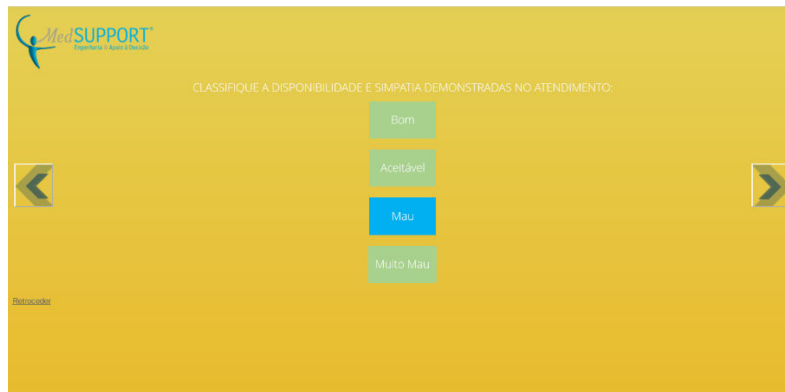 MedSUPPORT®
Engenharia // Apoio à Decisão
CLASSIFIQUE A DISPONIBILIDADE E SIMPATIA DEMONSTRADAS NO ATENDIMENTO:
Bom
Aceitável
Mau
Muito Mau
Retroceder